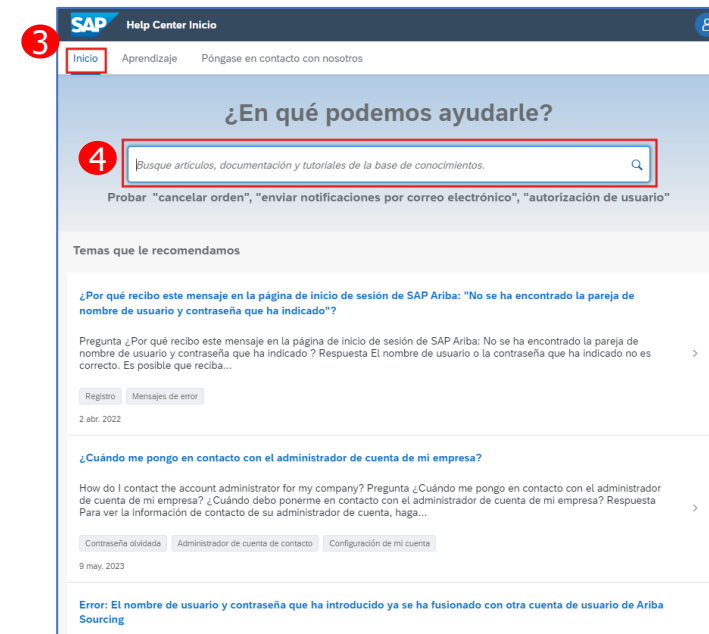 SAP Help Center Inicio
3
Inicio Aprendizaje Póngase en contacto con nosotros
¿En qué podemos ayudarle?
4
Busque artículos, documentación y tutoriales de la base de conocimientos.
Probar "cancelar orden", "enviar notificaciones por correo electrónico", "autorización de usuario"
Temas que le recomendamos
¿Por qué recibo este mensaje en la página de inicio de sesión de SAP Ariba: "No se ha encontrado la pareja de
nombre de usuario y contraseña que ha indicado"?
Pregunta ¿Por qué recibo este mensaje en la página de inicio de sesión de SAP Ariba: No se ha encontrado la pareja de
nombre de usuario y contraseña que ha indicado ? Respuesta El nombre de usuario o la contraseña que ha indicado no es
correcto. Es posible que reciba...
Registro Mensajes de error
2 abr. 2022
¿Cuándo me pongo en contacto con el administrador de cuenta de mi empresa?
How do I contact the account administrator for my company? Pregunta ¿Cuándo me pongo en contacto con el administrador
de cuenta de mi empresa? ¿Cuándo debo ponerme en contacto con el administrador de cuenta de mi empresa? Respuesta
Para ver la información de contacto de su administrador de cuenta, haga...
Contraseña olvidada Administrador de cuenta de contacto Configuración de mi cuenta
9 may. 2023
Error: El nombre de usuario y contraseña que ha introducido ya se ha fusionado con otra cuenta de usuario de Ariba
Sourcing